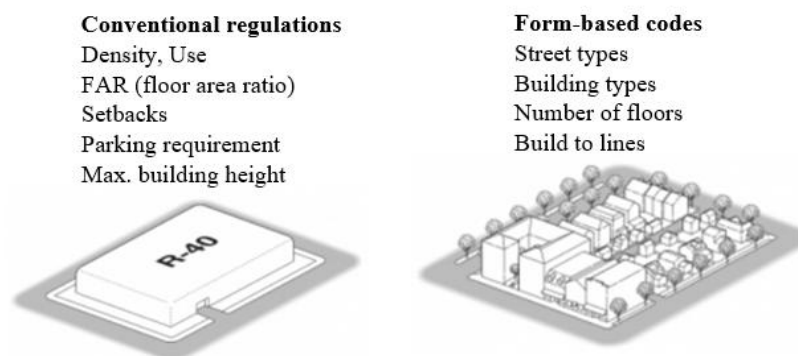 Conventional regulations
Density, Use
FAR (floor area ratio)
Setbacks
Parking requirement
Max. building height
R-40
Form-based codes
Street types
Building types
Number of floors
Build to lines